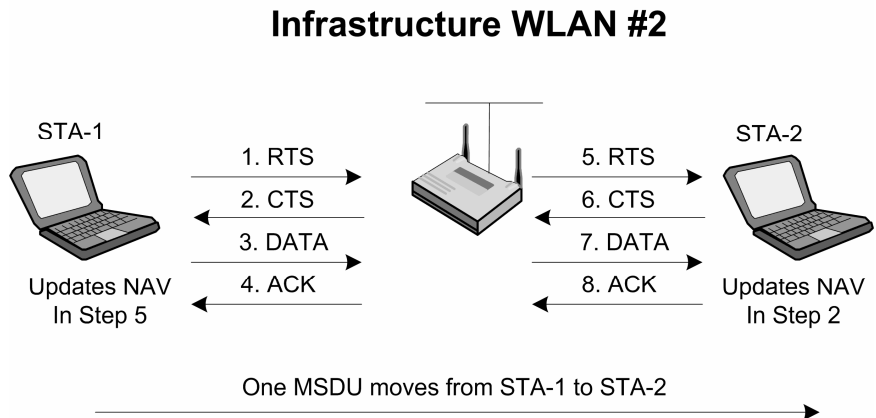 Infrastructure WLAN #2
STA-1
STA-2
1. RTS
5. RTS
2. CTS
6. CTS
3. DATA
7. DATA
4. ACK
8. ACK
Updates NAV
In Step 5
Updates NAV
In Step 2
One MSDU moves from STA-1 to STA-2